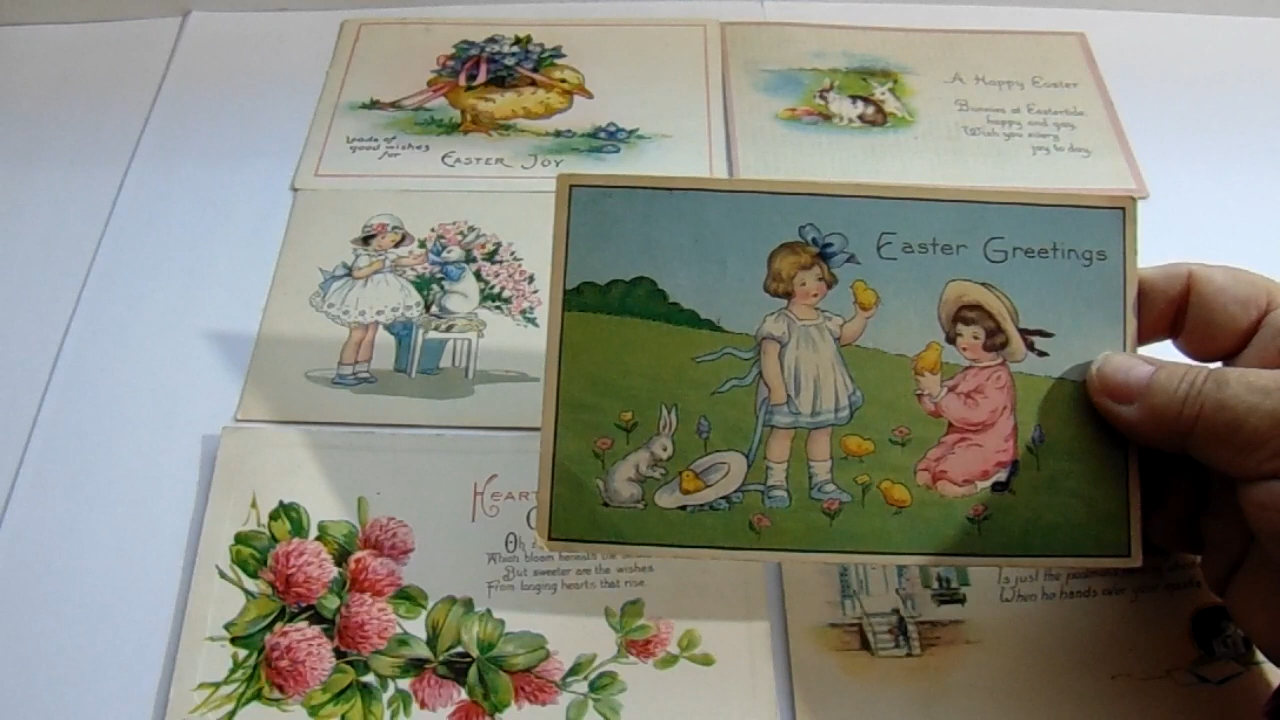 Loads of
good wishes
for
EASTER JOY
A Happy Easter
Bunnies at Eastertide,
happy and gay,
Wish you every
joy to day.
Easter Greetings
HEART
Oh
Which bloom beneath the
But sweeter are the wishes
From longing hearts that rise.
Is just the
When he hands over your